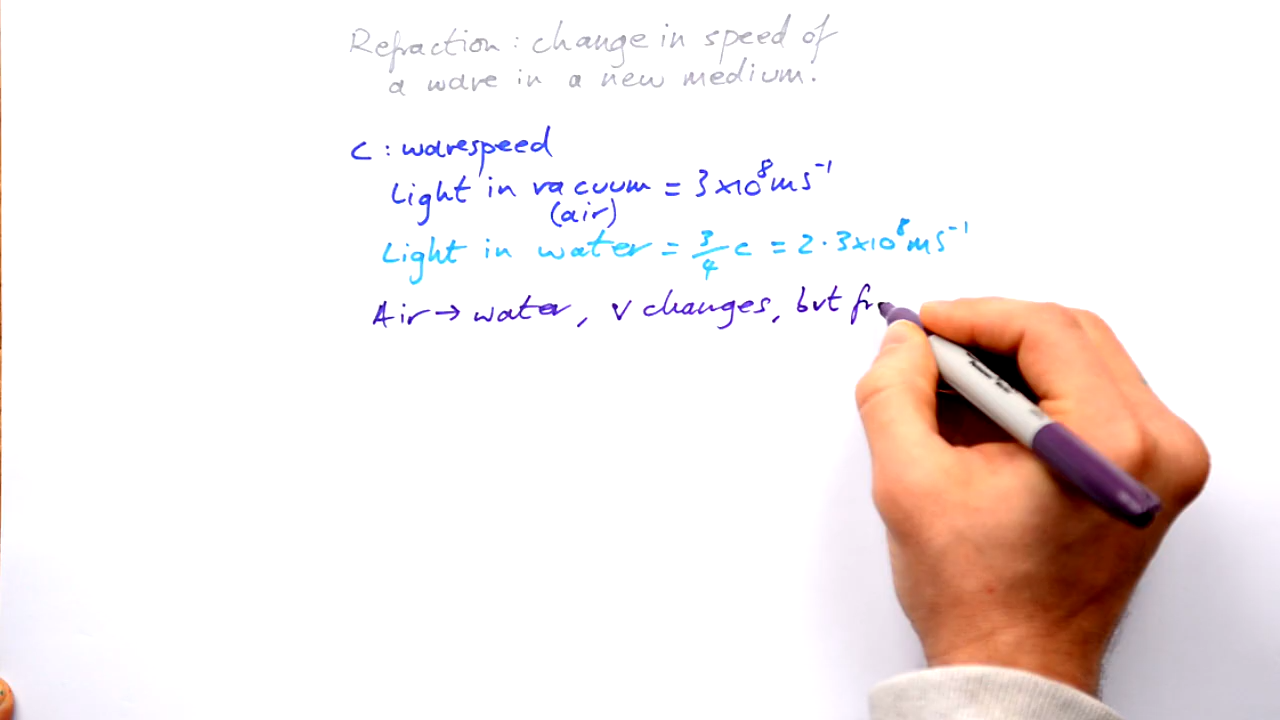 Refraction: change in speed of
a wave in a new medium.
c : wavespeed
Light in vacuum = 3×10⁸ms⁻¹
(air)
Light in water = 3/4 c = 2·3×10⁸ms⁻¹
Air → water, v changes, but fr